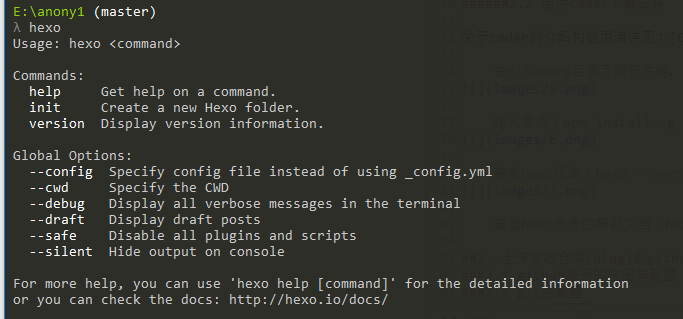 E:\anony1 (master)
λ hexo
Usage: hexo <command>
Commands:
help     Get help on a command.
init     Create a new Hexo folder.
version  Display version information.
Global Options:
--config  Specify config file instead of using _config.yml
--cwd     Specify the CWD
--debug   Display all verbose messages in the terminal
--draft   Display draft posts
--safe    Disable all plugins and scripts
--silent  Hide output on console
For more help, you can use 'hexo help [command]' for the detailed information
or you can check the docs: http://hexo.io/docs/